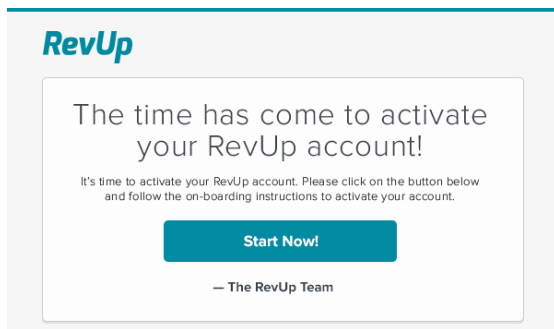 RevUp
The time has come to activate
your RevUp account!
It's time to activate your RevUp account. Please click on the button below
and follow the on-boarding instructions to activate your account.
Start Now!
— The RevUp Team